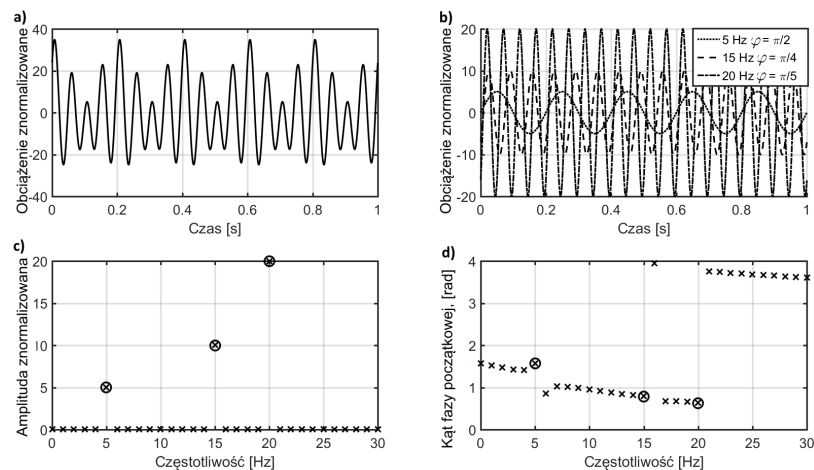 a)
Obciążenie znormalizowane
40
20
0
-20
-40
0 0.2 0.4 0.6 0.8 1
Czas [s]
b)
Obciążenie znormalizowane
20
10
0
-10
-20
5 Hz φ = π/2
15 Hz φ = π/4
20 Hz φ = π/5
0 0.2 0.4 0.6 0.8 1
Czas [s]
c)
Amplituda znormalizowana
20
15
10
5
0
0 5 10 15 20 25 30
Częstotliwość [Hz]
d)
Kąt fazy początkowej, [rad]
4
3
2
1
0
0 5 10 15 20 25 30
Częstotliwość [Hz]